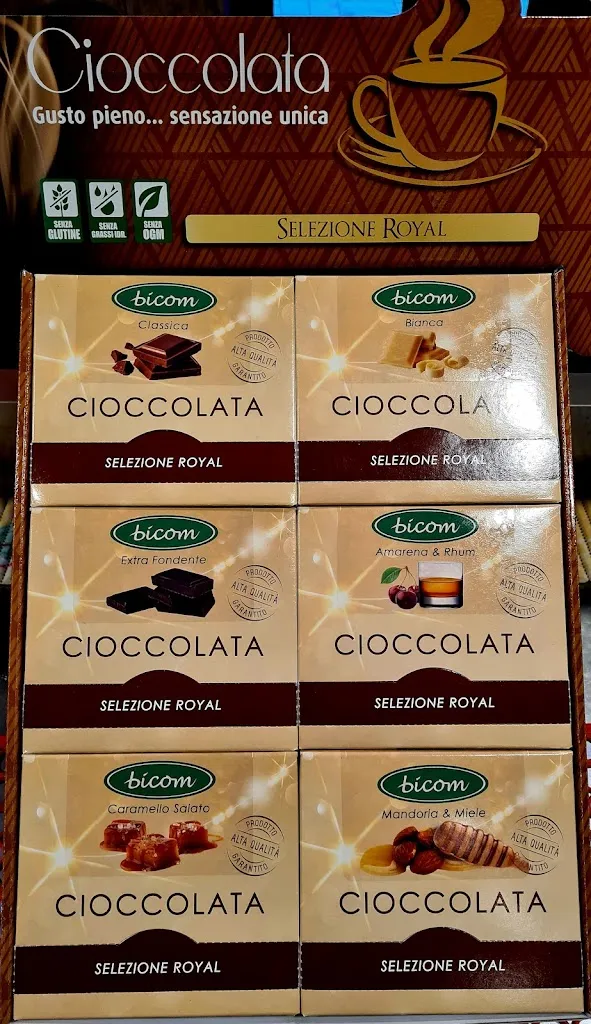 Cioccolata
Gusto pieno... sensazione unica
SENZA GLUTINE
SENZA GRASSI IDR.
SENZA OGM
SELEZIONE ROYAL
bicom
Classica
PRODOTTO
ALTA QUALITÀ
GARANTITO
CIOCCOLATA
SELEZIONE ROYAL
bicom
Bianca
ALTA
CIOCCOLA
SELEZIONE ROYAL
bicom
Extra Fondente
PRODOTTO
ALTA QUALITÀ
GARANTITO
CIOCCOLATA
SELEZIONE ROYAL
bicom
Amarena & Rhum
PRODOTTO
ALTA QUALITÀ
GARANTITO
CIOCCOLATA
SELEZIONE ROYAL
bicom
Caramello Salato
PRODOTTO
ALTA QUALITÀ
GARANTITO
CIOCCOLATA
SELEZIONE ROYAL
bicom
Mandorla & Miele
PRODOTTO
ALTA QUALITÀ
CIOCCOLATA
SELEZIONE ROYAL